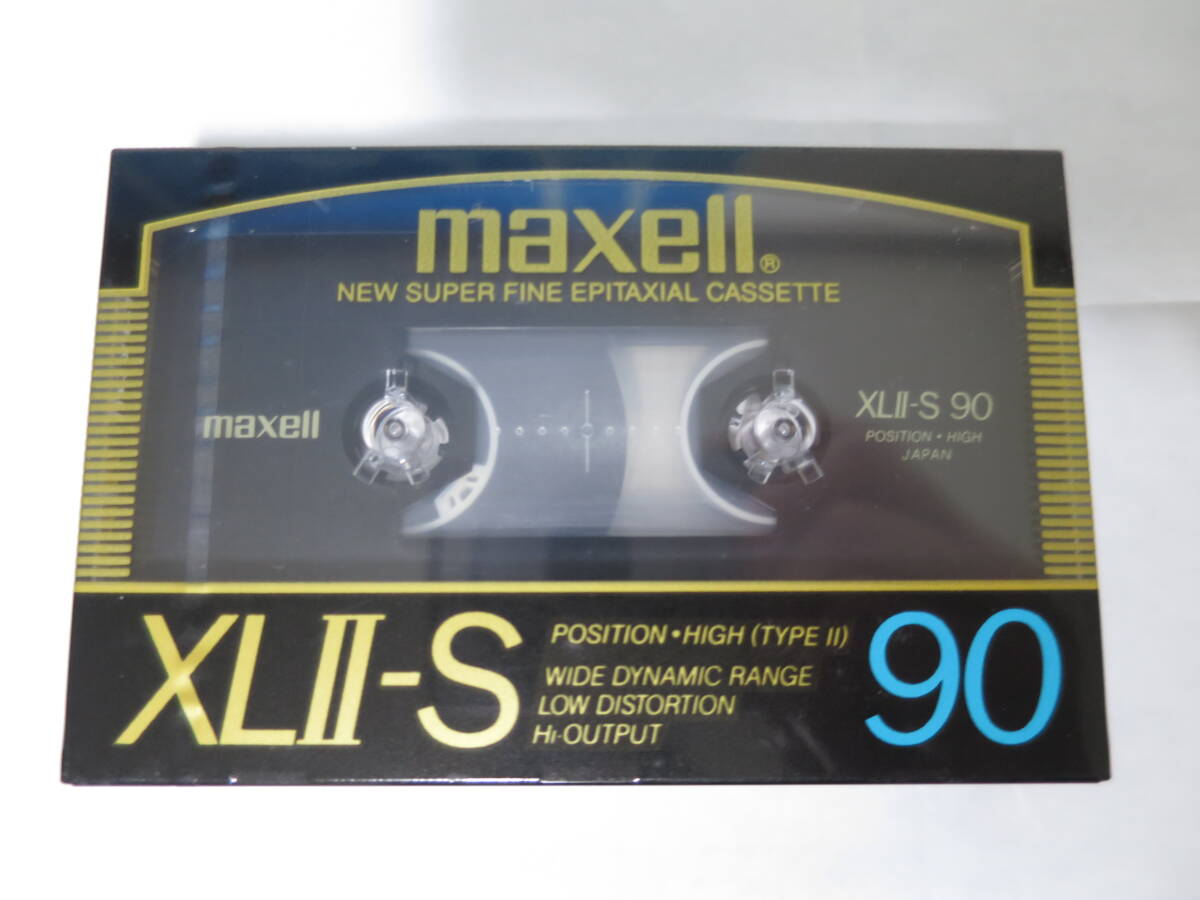 maxell®
NEW SUPER FINE EPITAXIAL CASSETTE
maxell
XLII-S 90
POSITION • HIGH
JAPAN
XLII-S
POSITION • HIGH (TYPE II)
WIDE DYNAMIC RANGE
LOW DISTORTION
HI-OUTPUT
90